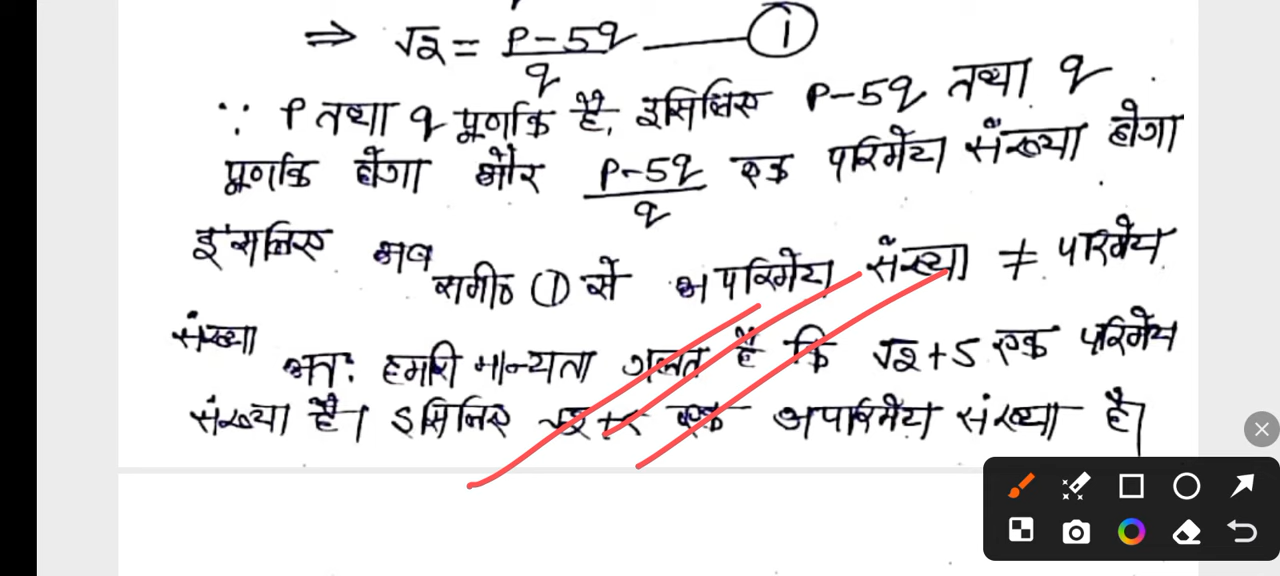 ⇒ √2 = p-5q/q —— ①
∵ P तथा q पूर्णांक है, इसलिए P-5q तथा q
पूर्णांक होगा और p-5q/q एक परिमेय संख्या होगा
इसलिए अब समी० ① से अपरिमेय संख्या ≠ परिमेय
संख्या
अतः हमारी मान्यता गलत है कि √2+5 एक परिमेय
संख्या है। इसलिए √2+5 एक अपरिमेय संख्या है।